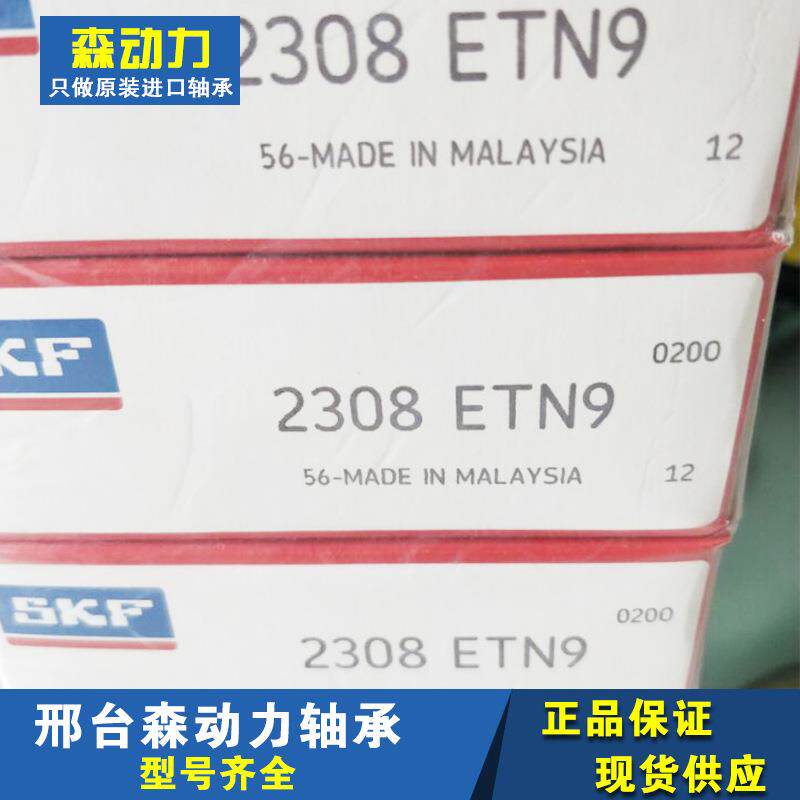 森动力
只做原装进口轴承
2308 ETN9
56-MADE IN MALAYSIA 12
SKF
0200
2308 ETN9
56-MADE IN MALAYSIA 12
SKF
0200
2308 ETN9
邢台森动力轴承
型号齐全
正品保证
现货供应